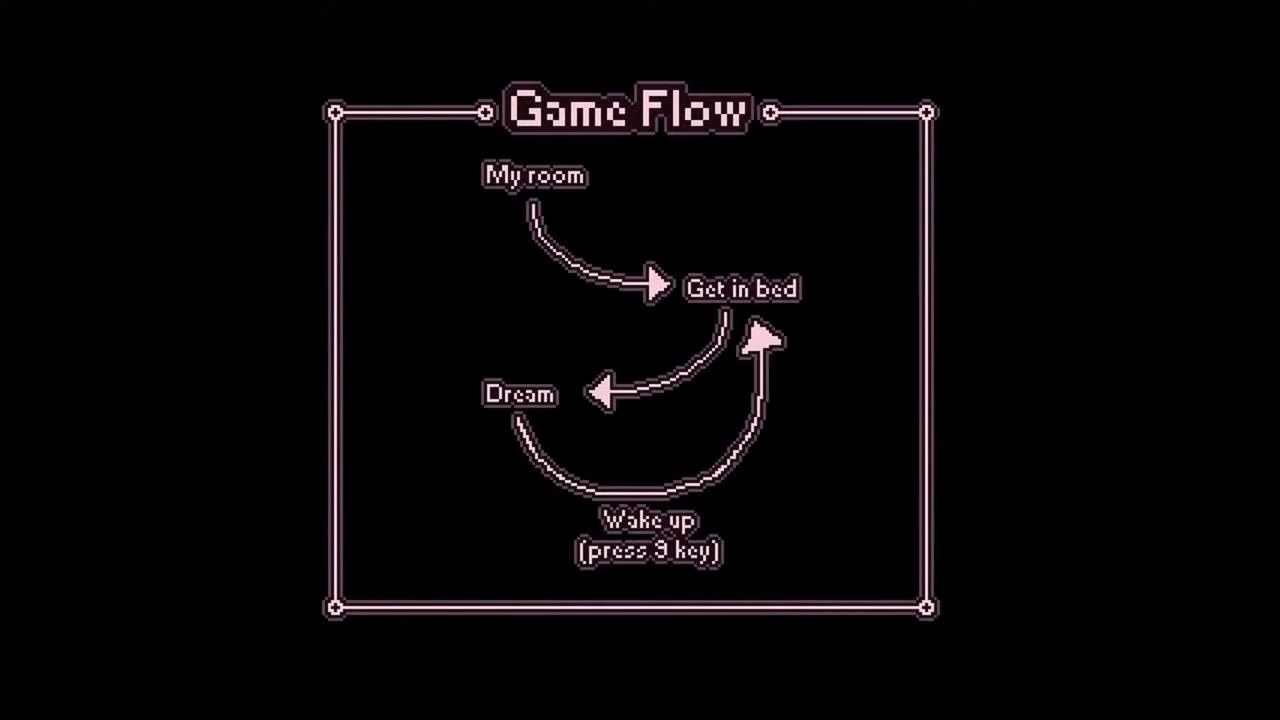 Game Flow
My room
Get in bed
Dream
Wake up
(press 9 key)